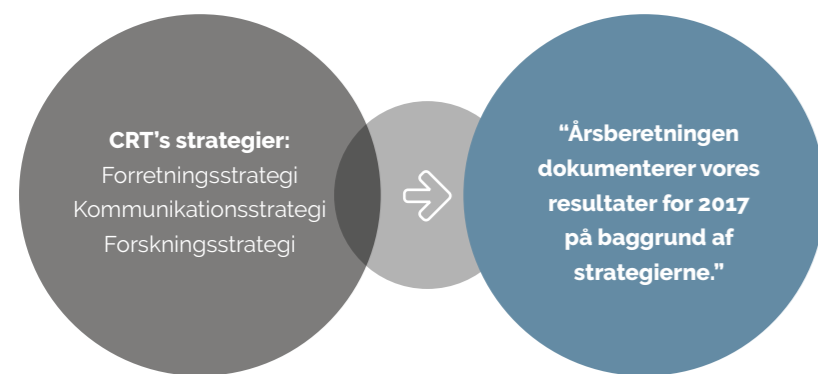 CRT's strategier:
Forretningsstrategi
Kommunikationsstrategi
Forskningsstrategi
“Årsberetningen
dokumenterer vores
resultater for 2017
på baggrund af
strategierne.”